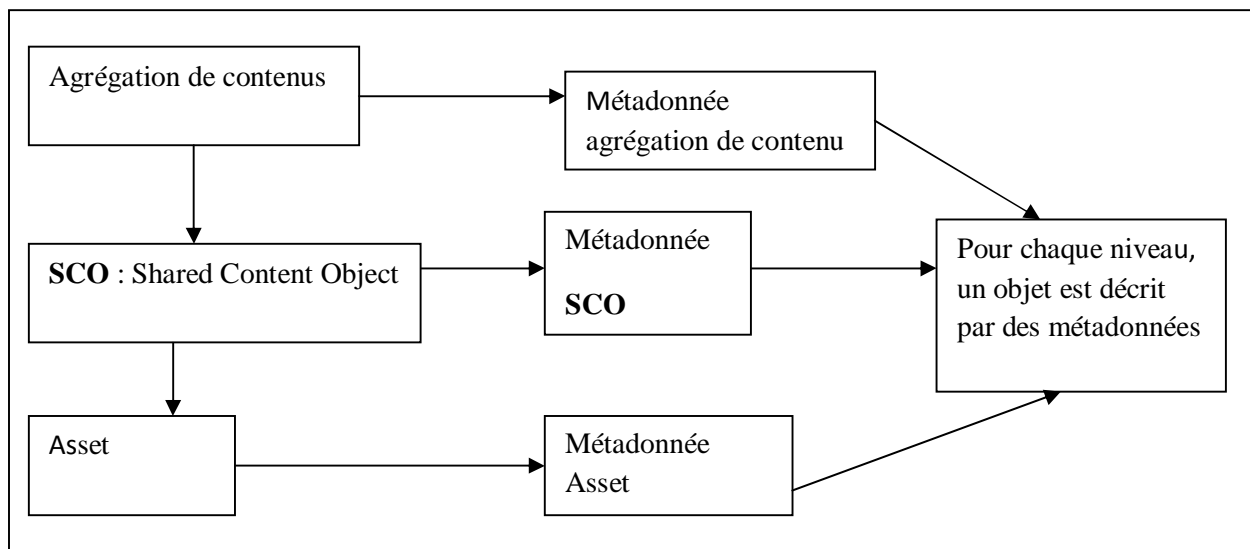 Agrégation de contenus
Métadonnée
agrégation de contenu
SCO : Shared Content Object
Métadonnée
SCO
Pour chaque niveau,
un objet est décrit
par des métadonnées
Asset
Métadonnée
Asset